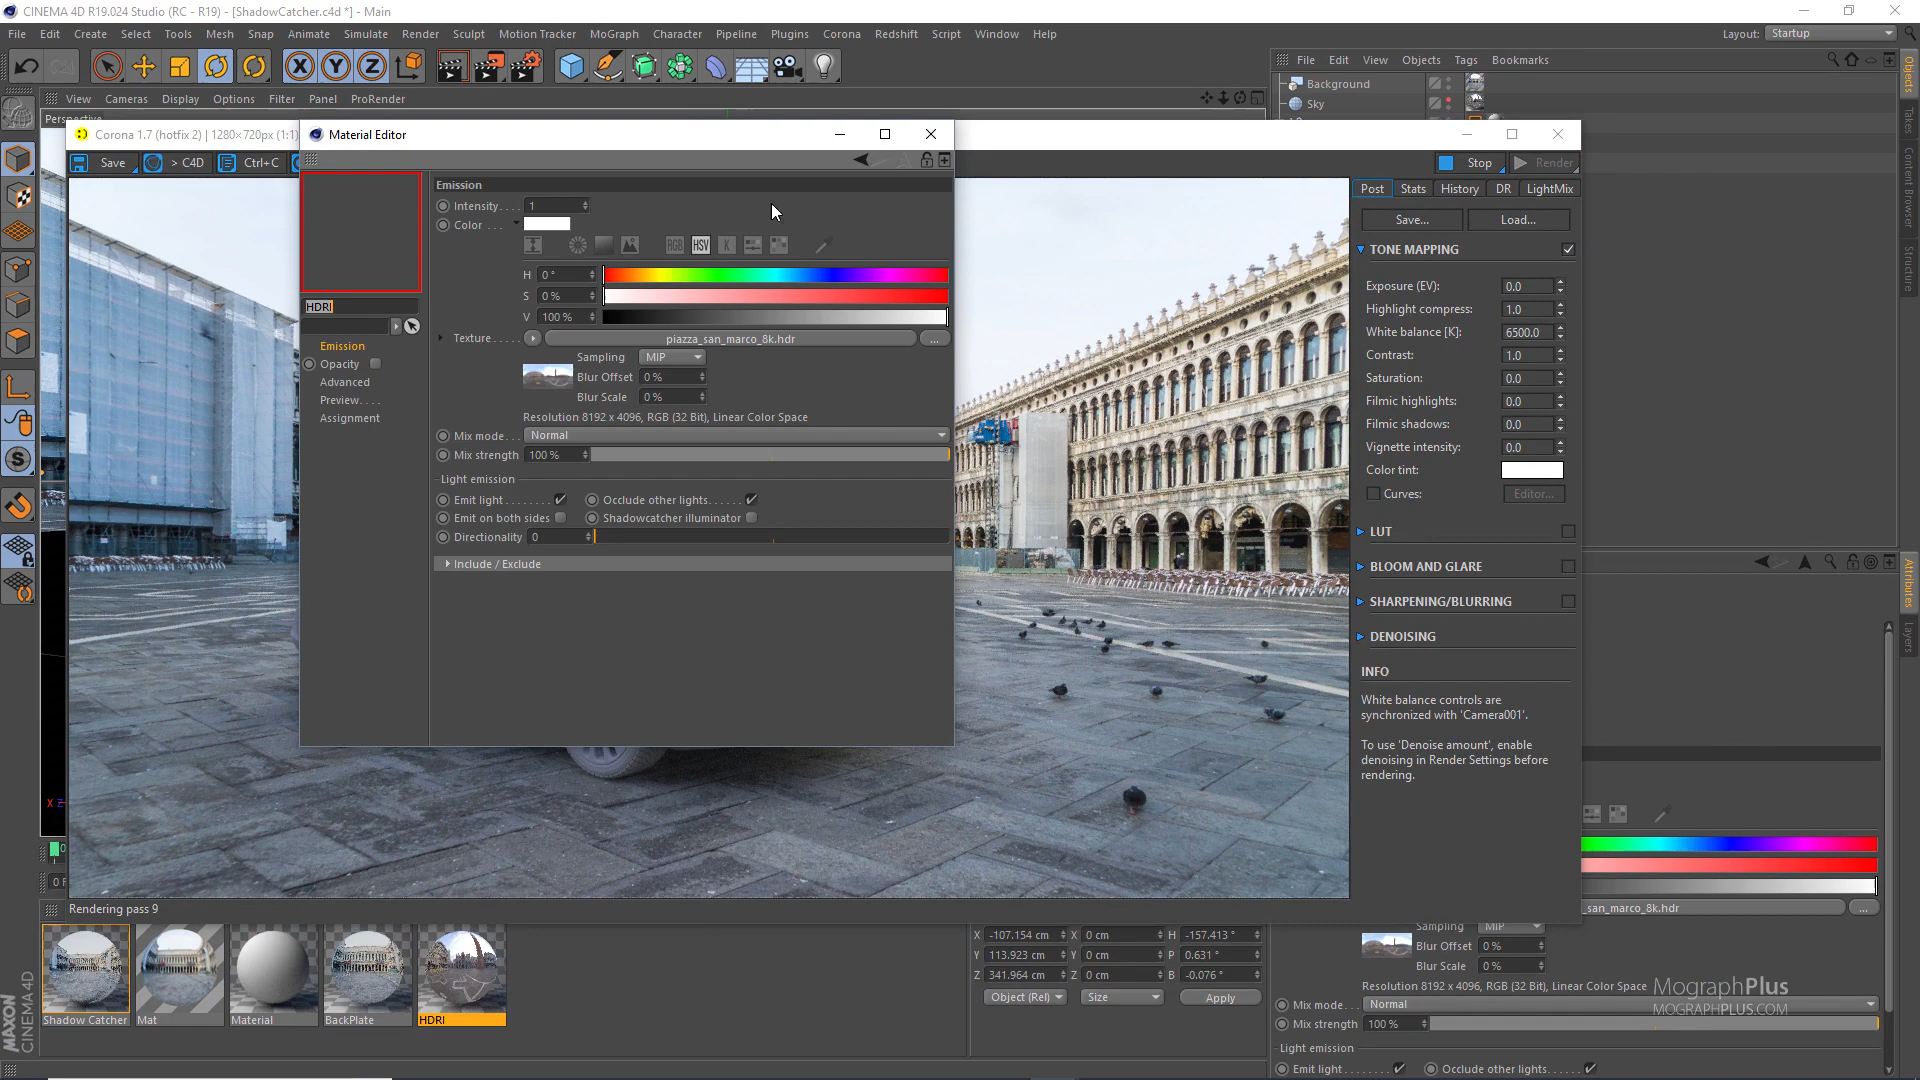 CINEMA 4D R19.024 Studio (RC - R19) - [ShadowCatcher.c4d *] - Main
File Edit Create Select Tools Mesh Snap Animate Simulate Render Sculpt Motion Tracker MoGraph Character Pipeline Plugins Corona Redshift Script Window Help
Layout: Startup
File Edit View Objects Tags Bookmarks
Background
Sky
Objects
Takes
Content Browser
Structure
View Cameras Display Options Filter Panel ProRender
Perspective
Corona 1.7 (hotfix 2) | 1280×720px (1:1)
Save > C4D Ctrl+C
Stop Render
Material Editor
HDRI
Emission
Opacity
Advanced
Preview. . . .
Assignment
Emission
Intensity. . . . 1
Color . . .
RGB HSV K
H 0 °
S 0 %
V 100 %
Texture. . . . . piazza_san_marco_8k.hdr ...
Sampling MIP
Blur Offset 0 %
Blur Scale 0 %
Resolution 8192 x 4096, RGB (32 Bit), Linear Color Space
Mix mode. . . Normal
Mix strength 100 %
Light emission
Emit light. . . . . . . . Occlude other lights. . . . . .
Emit on both sides Shadowcatcher illuminator
Directionality 0
Include / Exclude
Post Stats History DR LightMix
Save... Load...
TONE MAPPING
Exposure (EV): 0.0
Highlight compress: 1.0
White balance [K]: 6500.0
Contrast: 1.0
Saturation: 0.0
Filmic highlights: 0.0
Filmic shadows: 0.0
Vignette intensity: 0.0
Color tint:
Curves: Editor...
LUT
BLOOM AND GLARE
SHARPENING/BLURRING
DENOISING
INFO
White balance controls are
synchronized with 'Camera001'.
To use 'Denoise amount', enable
denoising in Render Settings before
rendering.
Attributes
Layers
X Z
0
0 F
Rendering pass 9
Shadow Catcher Mat Material BackPlate HDRI
MAXON
CINEMA 4D
X -107.154 cm X 0 cm H -157.413 °
Y 113.923 cm Y 0 cm P 0.631 °
Z 341.964 cm Z 0 cm B -0.076 °
Object (Rel) Size Apply
_san_marco_8k.hdr ...
Sampling MIP
Blur Offset 0 %
Blur Scale 0 %
Resolution 8192 x 4096, RGB (32 Bit), Linear Color Space
Mix mode. . . Normal
Mix strength 100 %
Light emission
Emit light. . . . . . . . Occlude other lights. . . . . .
MographPlus
MOGRAPHPLUS.COM